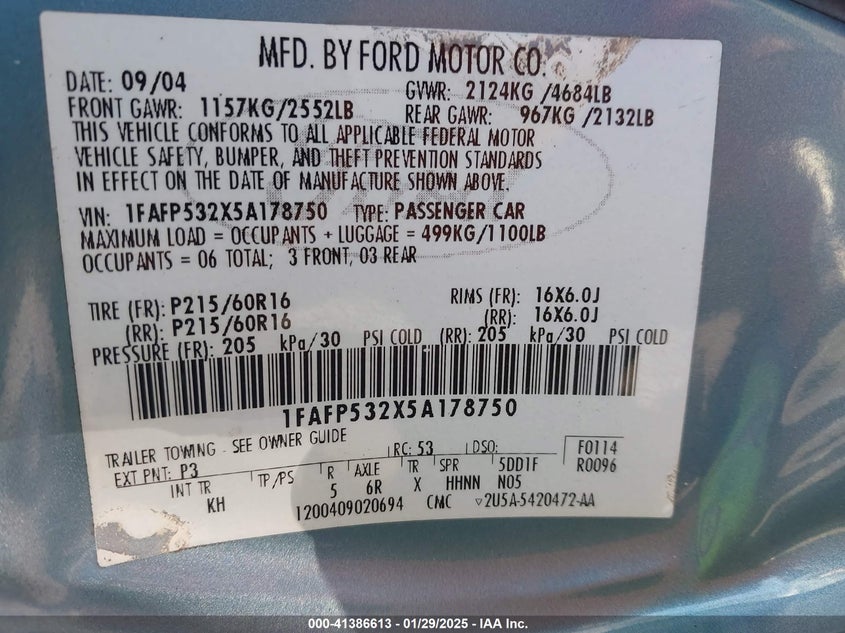 MFD. BY FORD MOTOR CO.
DATE: 09/04 GVWR: 2124KG /4684LB
FRONT GAWR: 1157KG/2552LB REAR GAWR: 967KG /2132LB
THIS VEHICLE CONFORMS TO ALL APPLICABLE FEDERAL MOTOR
VEHICLE SAFETY, BUMPER, AND THEFT PREVENTION STANDARDS
IN EFFECT ON THE DATE OF MANUFACTURE SHOWN ABOVE.
VIN: 1FAFP532X5A178750 TYPE: PASSENGER CAR
MAXIMUM LOAD = OCCUPANTS + LUGGAGE = 499KG/1100LB
OCCUPANTS = 06 TOTAL; 3 FRONT, 03 REAR
TIRE (FR): P215/60R16 RIMS (FR): 16X6.0J
(RR): P215/60R16 (RR): 16X6.0J
PRESSURE (FR): 205 kPa/30 PSI COLD (RR): 205 kPa/30 PSI COLD
1FAFP532X5A178750
TRAILER TOWING - SEE OWNER GUIDE RC: 53 DSO: F0114
EXT PNT: P3 R0096
INT TR TP/PS R AXLE TR SPR 5DD1F
KH 5 6R X HHNN N05
1200409020694 CMC ▽2U5A-5420472-AA
000-41386613 - 01/29/2025 - IAA Inc.